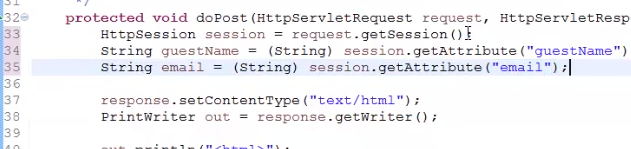 31 */
32 protected void doPost(HttpServletRequest request, HttpServletResp
33 HttpSession session = request.getSession();
34 String guestName = (String) session.getAttribute("guestName")
35 String email = (String) session.getAttribute("email");
36
37 response.setContentType("text/html");
38 PrintWriter out = response.getWriter();
39
out.println("<html>");